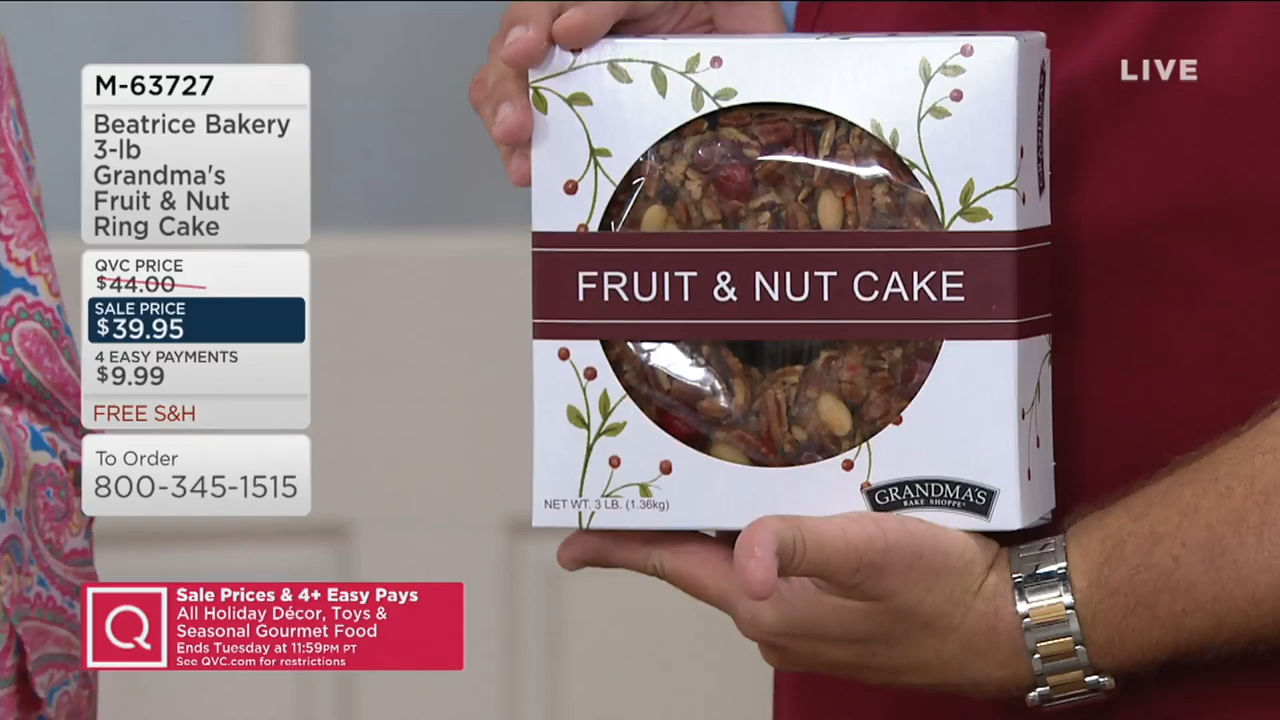 M-63727
Beatrice Bakery
3-lb
Grandma's
Fruit & Nut
Ring Cake
QVC PRICE
$44.00
SALE PRICE
$39.95
4 EASY PAYMENTS
$9.99
FREE S&H
To Order
800-345-1515
Q
Sale Prices & 4+ Easy Pays
All Holiday Décor, Toys &
Seasonal Gourmet Food
Ends Tuesday at 11:59PM PT
See QVC.com for restrictions
LIVE
GRANDMA'S
FRUIT & NUT CAKE
NET WT. 3 LB. (1.36kg)
GRANDMA'S
BAKE SHOPPE